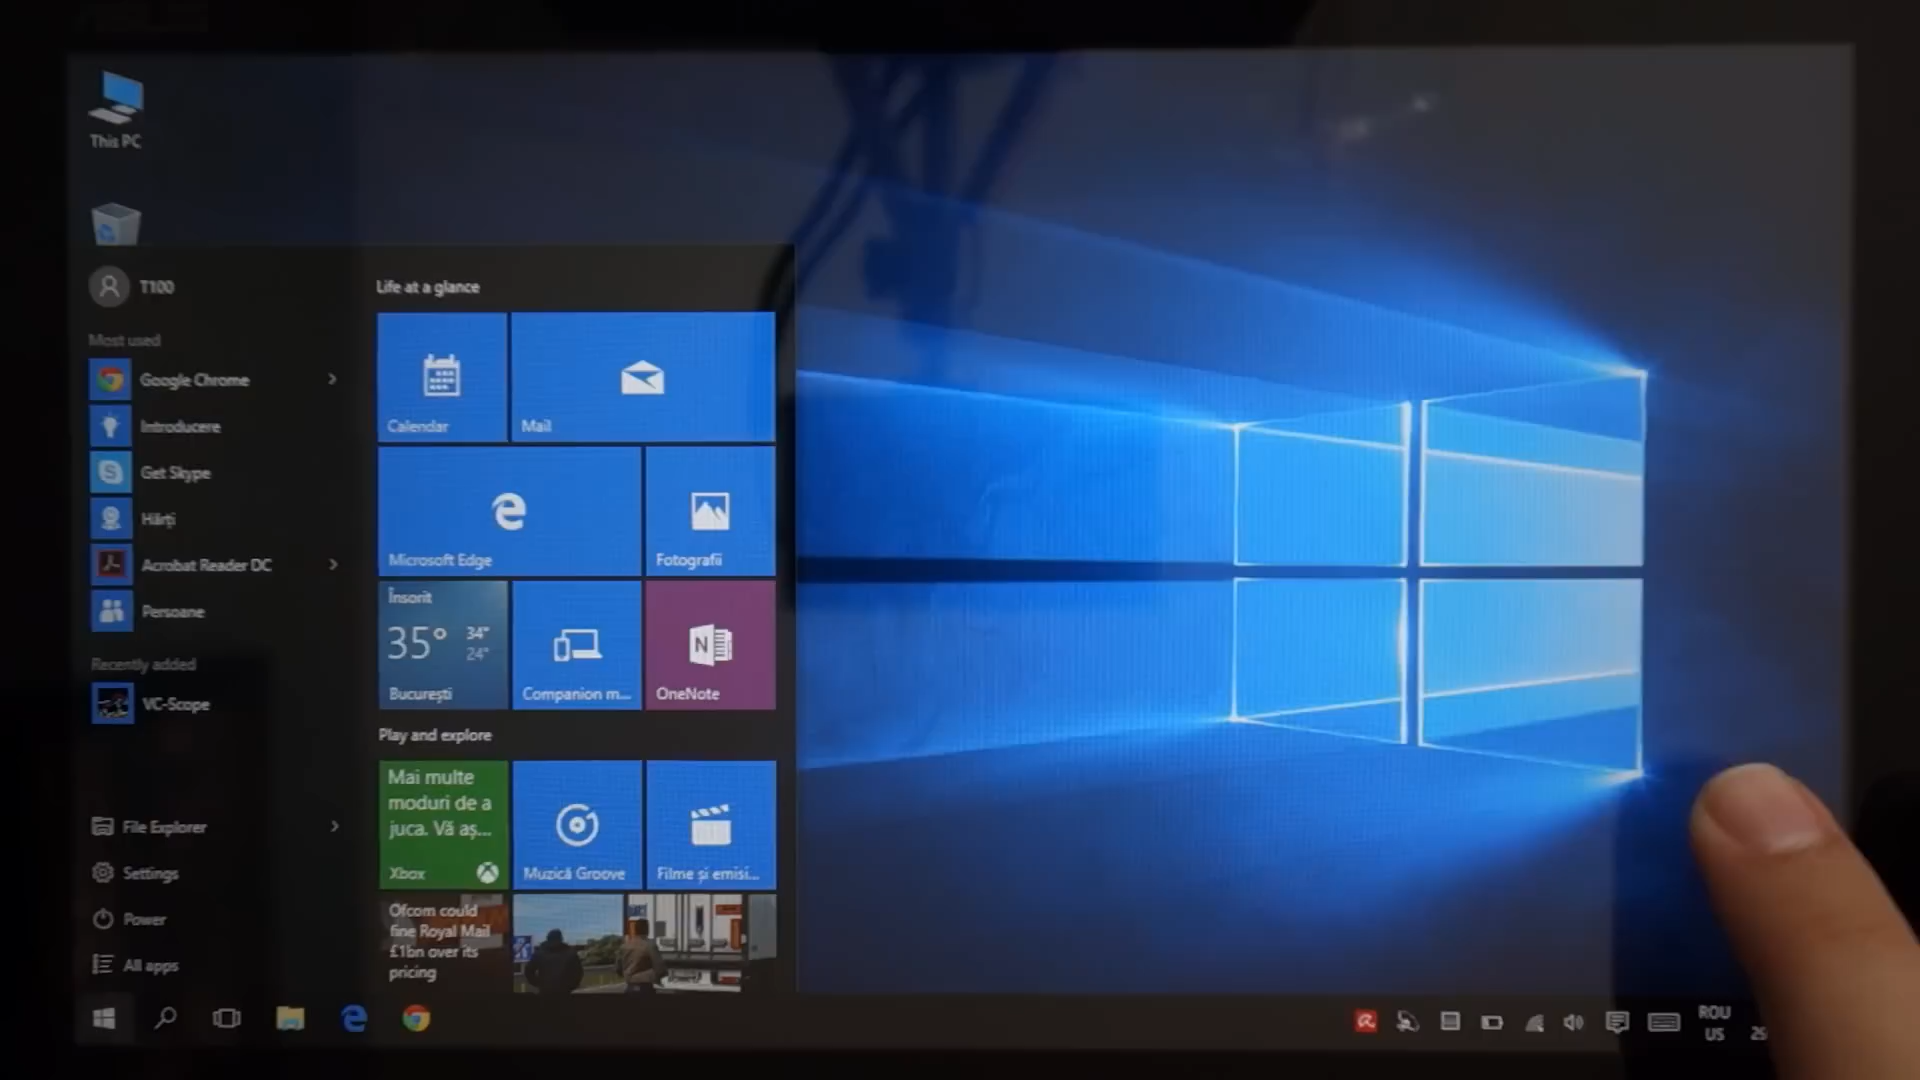 This PC
T100
Most used
Google Chrome
Introducere
Get Skype
Hărți
Acrobat Reader DC
Persoane
Recently added
VC-Scope
File Explorer
Settings
Power
All apps
Life at a glance
Calendar
Mail
Microsoft Edge
Fotografii
Însorit
35°
34°
24°
București
Companion m...
N
OneNote
Play and explore
Mai multe
moduri de a
juca. Vă aș...
Xbox
Muzică Groove
Filme și emisi...
Ofcom could
fine Royal Mail
£1bn over its
pricing
ROU
US